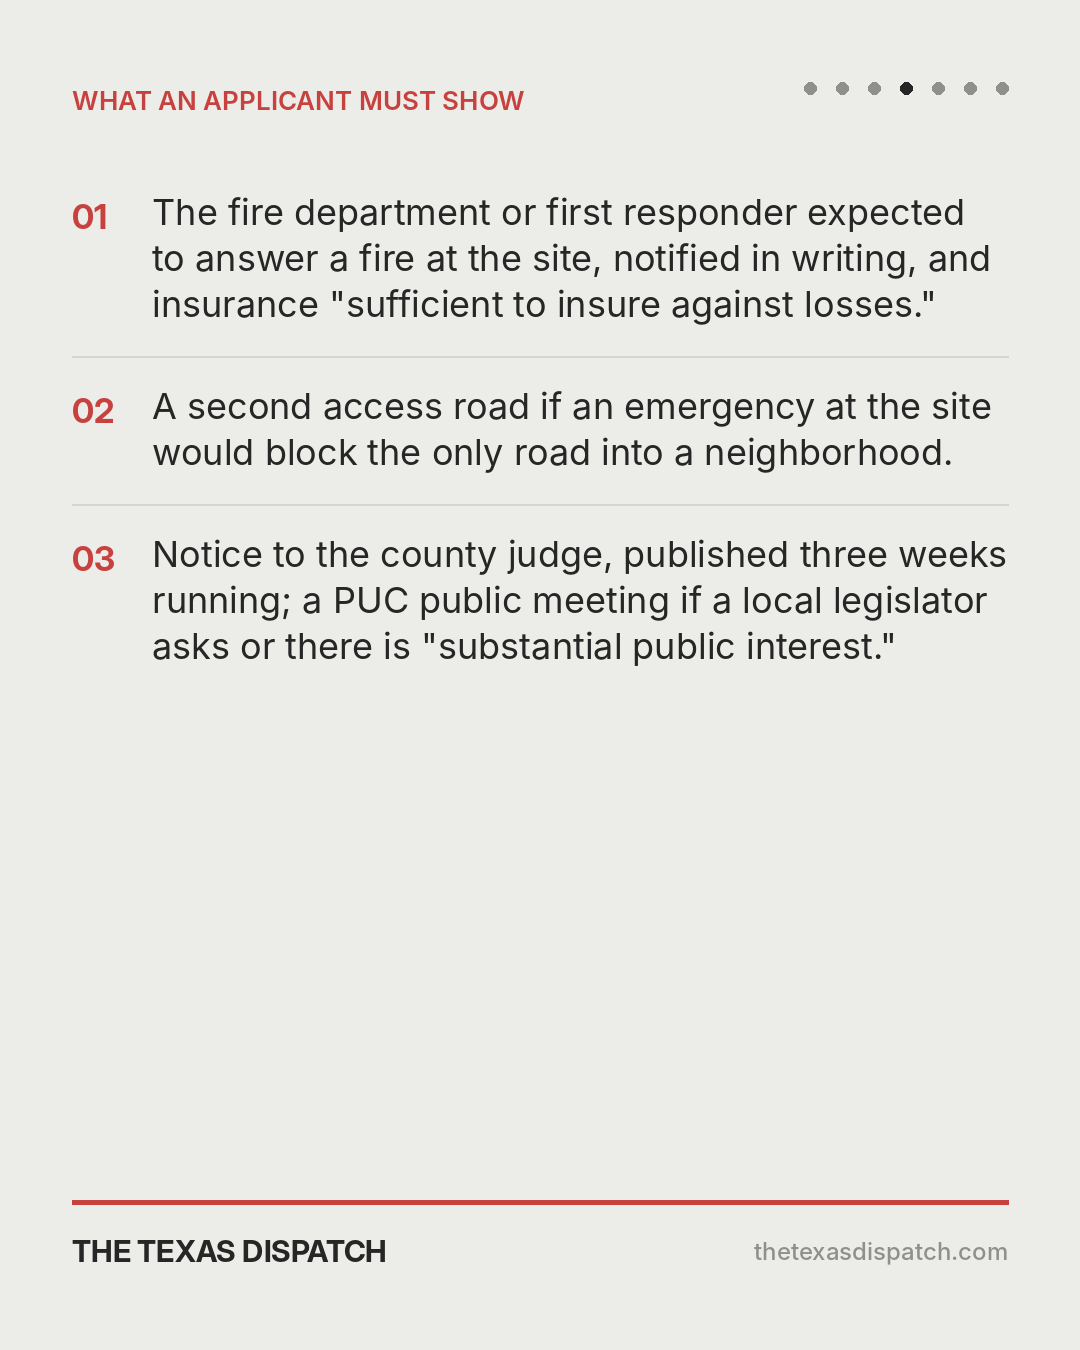 WHAT AN APPLICANT MUST SHOW
01
The fire department or first responder expected
to answer a fire at the site, notified in writing, and
insurance "sufficient to insure against losses."
02
A second access road if an emergency at the site
would block the only road into a neighborhood.
03
Notice to the county judge, published three weeks
running; a PUC public meeting if a local legislator
asks or there is "substantial public interest."
THE TEXAS DISPATCH
thetexasdispatch.com